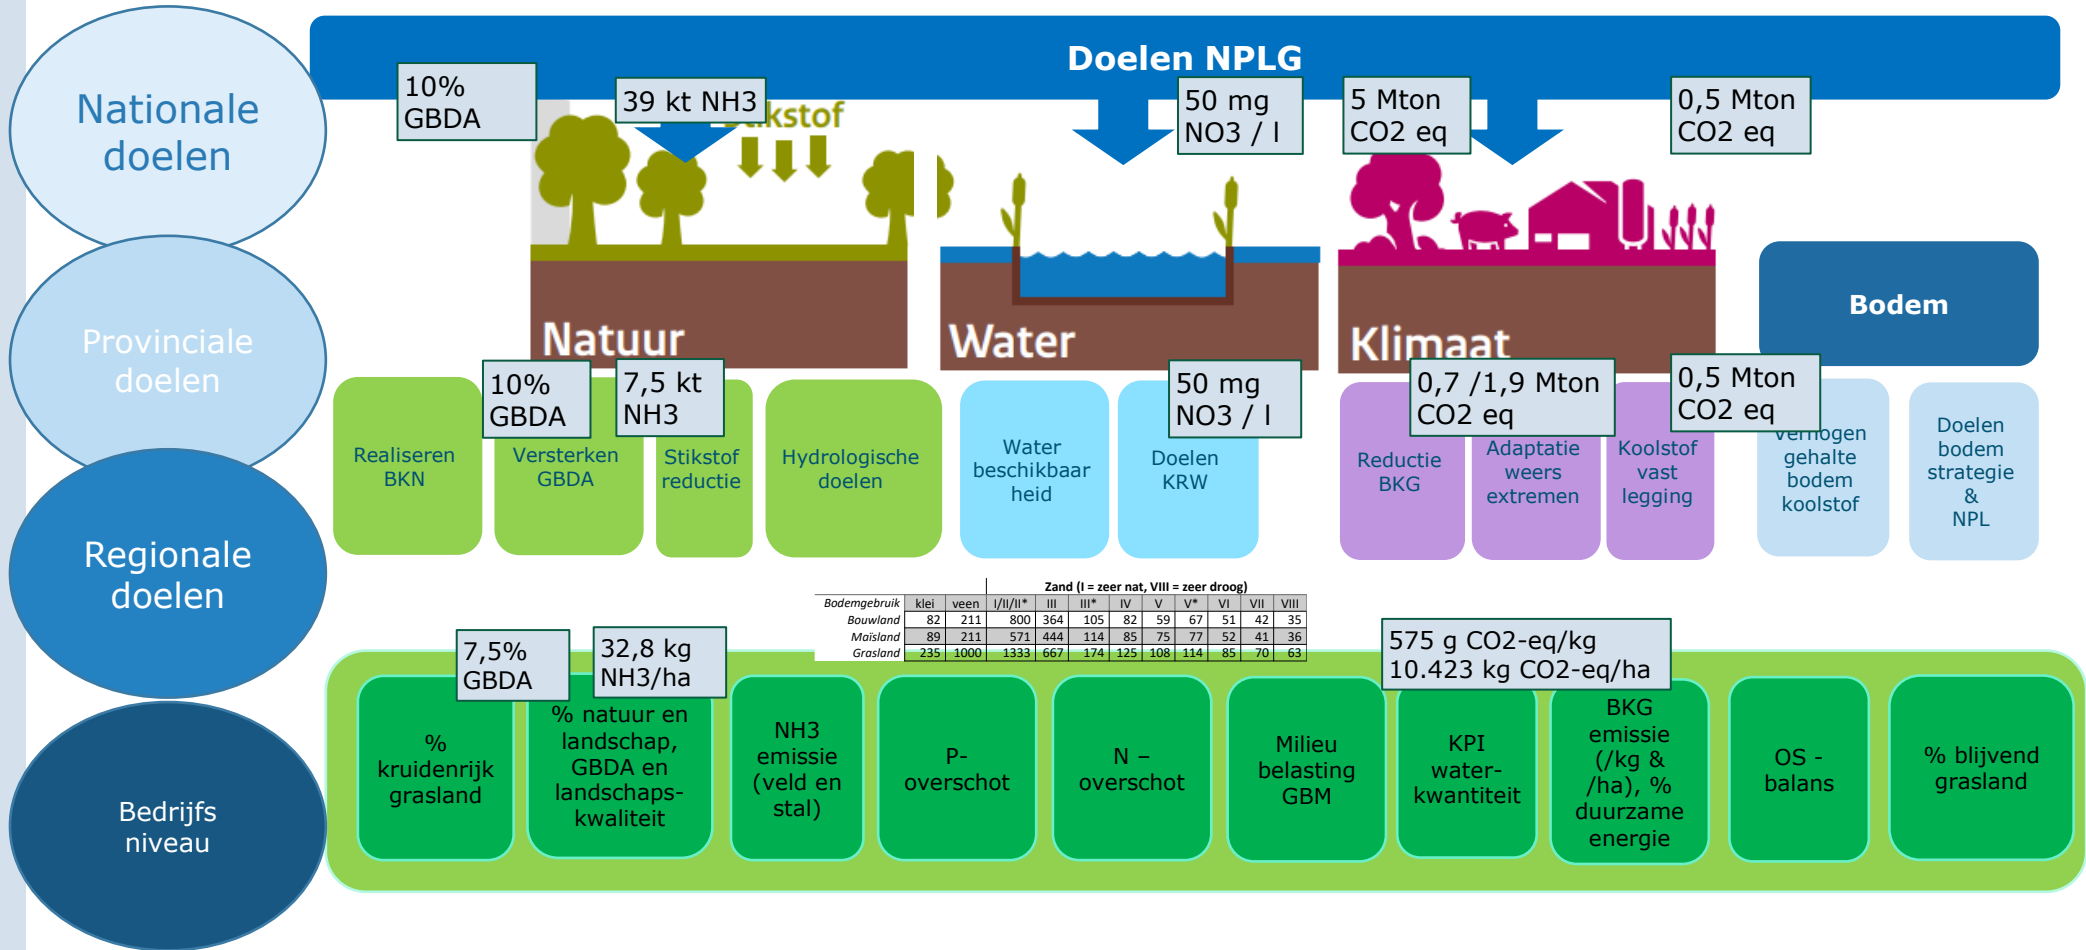 Doelen NPLG
Nationale
doelen
10%
GBDA
39 kt NH3
Stikstof
50 mg
NO3 / l
5 Mton
CO2 eq
0,5 Mton
CO2 eq
Natuur
Water
Klimaat
Bodem
Provinciale
doelen
10%
GBDA
7,5 kt
NH3
50 mg
NO3 / l
0,7 /1,9 Mton
CO2 eq
0,5 Mton
CO2 eq
Realiseren
BKN
Versterken
GBDA
Stikstof
reductie
Hydrologische
doelen
Water
beschikbaar
heid
Doelen
KRW
Reductie
BKG
Adaptatie
weers
extremen
Koolstof
vast
legging
Verhogen
gehalte
bodem
koolstof
Doelen
bodem
strategie
&
NPL
Regionale
doelen
Zand (I = zeer nat, VIII = zeer droog)
Bodemgebruik klei veen I/II/II* III III* IV V V* VI VII VIII
Bouwland 82 211 800 364 105 82 59 67 51 42 35
Maïsland 89 211 571 444 114 85 75 77 52 41 36
Grasland 235 1000 1333 667 174 125 108 114 85 70 63
7,5%
GBDA
32,8 kg
NH3/ha
575 g CO2-eq/kg
10.423 kg CO2-eq/ha
Bedrijfs
niveau
%
kruidenrijk
grasland
% natuur en
landschap,
GBDA en
landschaps-
kwaliteit
NH3
emissie
(veld en
stal)
P-
overschot
N –
overschot
Milieu
belasting
GBM
KPI
water-
kwantiteit
BKG
emissie
(/kg &
/ha), %
duurzame
energie
OS -
balans
% blijvend
grasland